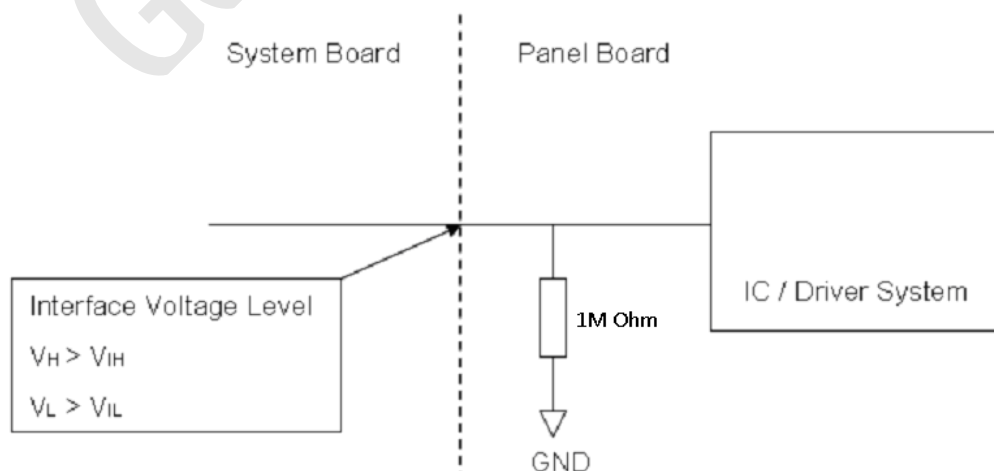 System Board
Panel Board
IC / Driver System
Interface Voltage Level
VH > VIH
VL > VIL
1M Ohm
GND